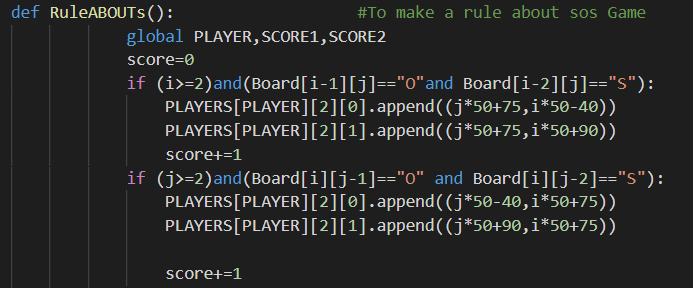 def RuleABOUTs():                    #To make a rule about sos Game
            global PLAYER,SCORE1,SCORE2
            score=0
            if (i>=2)and(Board[i-1][j]=="O"and Board[i-2][j]=="S"):
                PLAYERS[PLAYER][2][0].append((j*50+75,i*50-40))
                PLAYERS[PLAYER][2][1].append((j*50+75,i*50+90))
                score+=1
            if (j>=2)and(Board[i][j-1]=="O" and Board[i][j-2]=="S"):
                PLAYERS[PLAYER][2][0].append((j*50-40,i*50+75))
                PLAYERS[PLAYER][2][1].append((j*50+90,i*50+75))

                score+=1